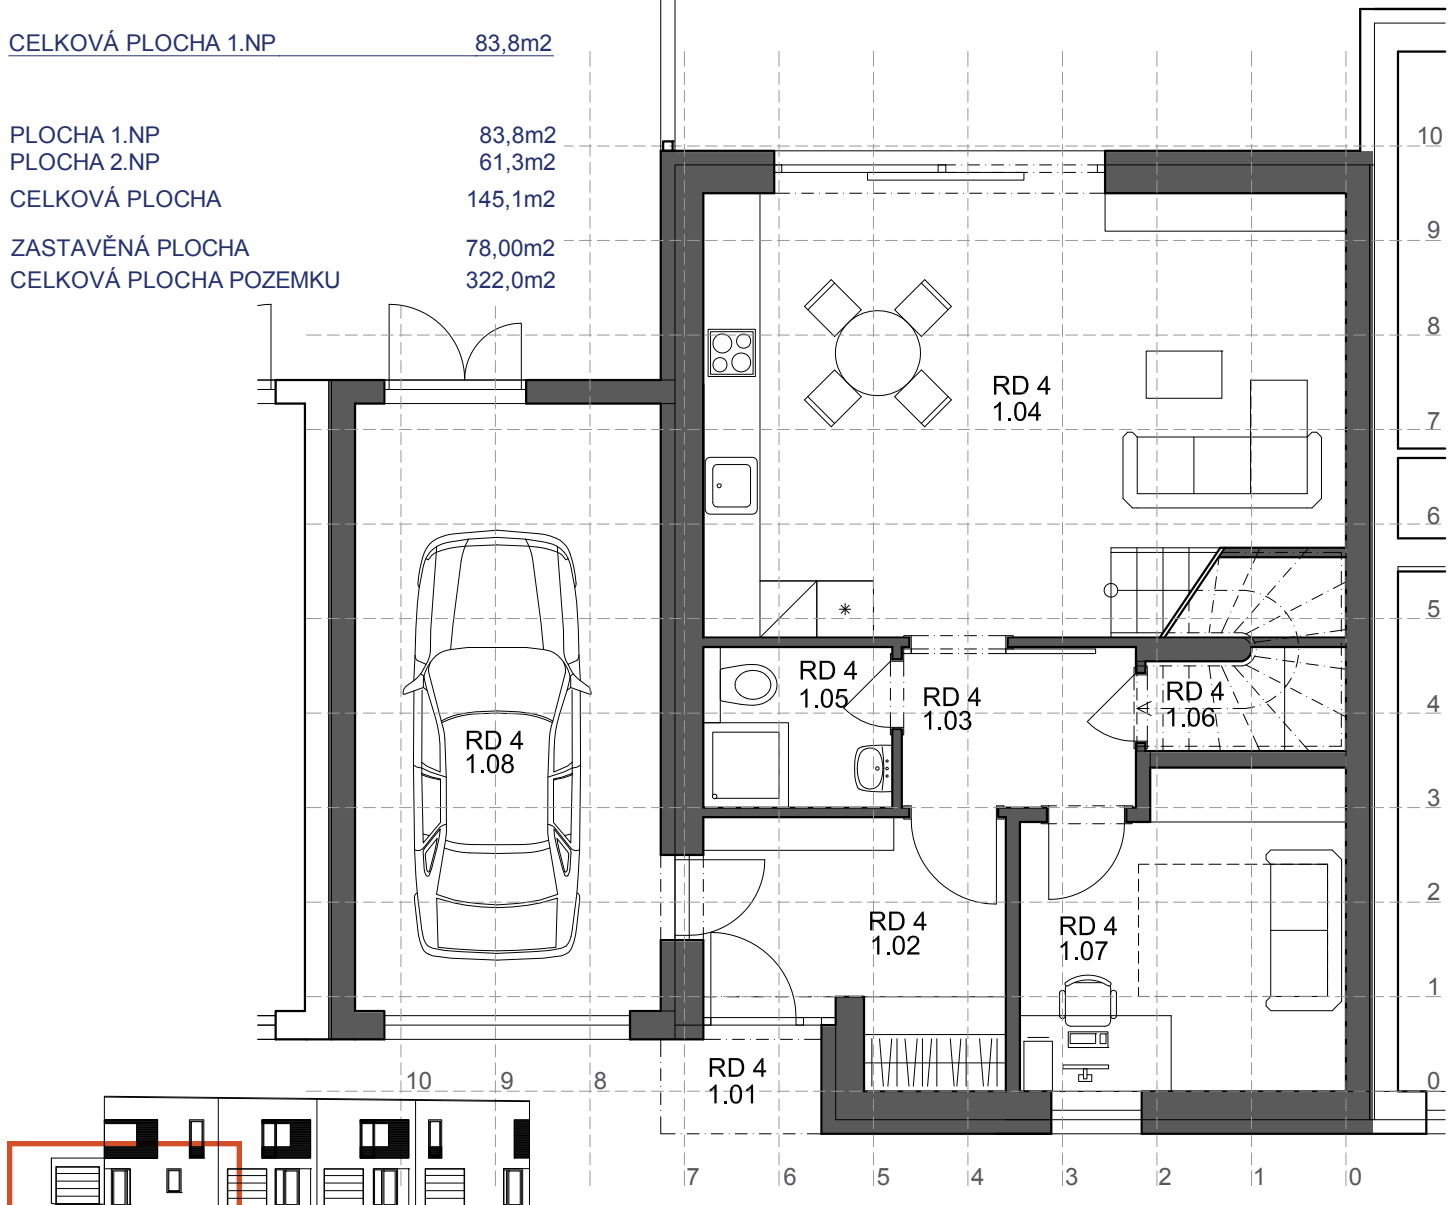 CELKOVÁ PLOCHA 1.NP 83,8m2
PLOCHA 1.NP 83,8m2
PLOCHA 2.NP 61,3m2
CELKOVÁ PLOCHA 145,1m2
ZASTAVĚNÁ PLOCHA 78,00m2
CELKOVÁ PLOCHA POZEMKU 322,0m2
10
9
8
7
6
5
4
3
2
1
0
RD 4
1.04
RD 4
1.05
RD 4
1.03
RD 4
1.06
RD 4
1.08
RD 4
1.02
RD 4
1.07
RD 4
1.01
10 9 8
7 6 5 4 3 2 1 0